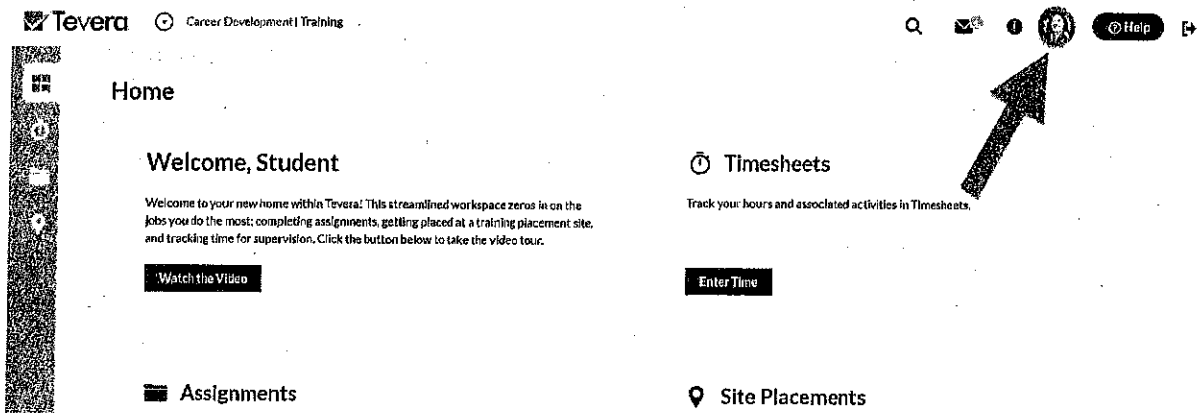 Tevera Career Development | Training Help
Home
Welcome, Student
Welcome to your new home within Tevera! This streamlined workspace zeros in on the
jobs you do the most: completing assignments, getting placed at a training placement site,
and tracking time for supervision. Click the button below to take the video tour.
Watch the Video
Timesheets
Track your hours and associated activities in Timesheets.
Enter Time
Assignments
Site Placements